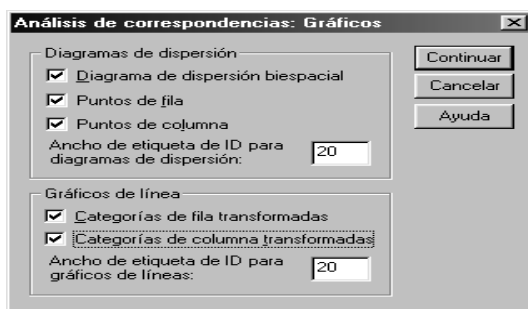 Análisis de correspondencias: Gráficos
Diagramas de dispersión
Diagrama de dispersión biespacial
Puntos de fila
Puntos de columna
Ancho de etiqueta de ID para
diagramas de dispersión:
20
Gráficos de línea
Categorías de fila transformadas
Categorías de columna transformadas
Ancho de etiqueta de ID para
gráficos de líneas:
20
Continuar
Cancelar
Ayuda